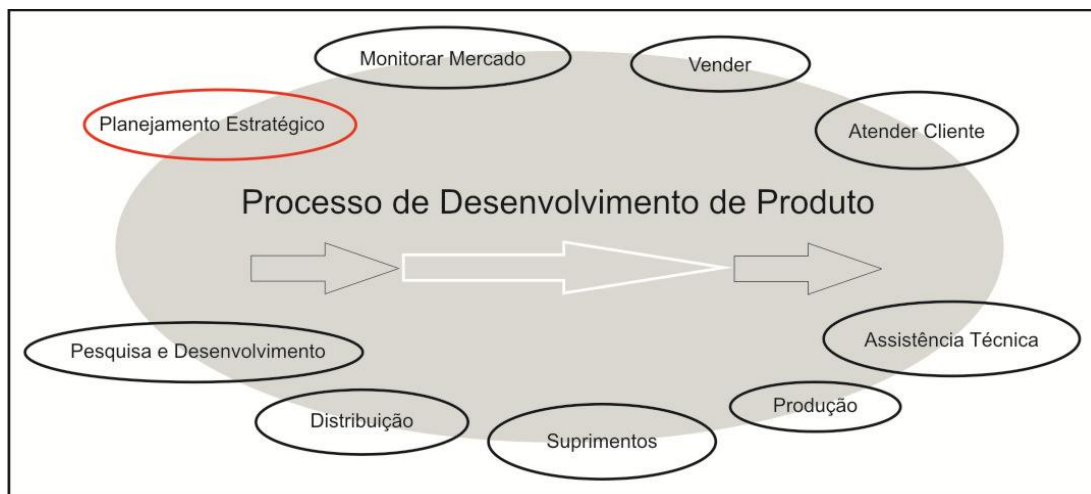 Monitorar Mercado
Vender
Planejamento Estratégico
Atender Cliente
Processo de Desenvolvimento de Produto
Pesquisa e Desenvolvimento
Assistência Técnica
Distribuição
Produção
Suprimentos